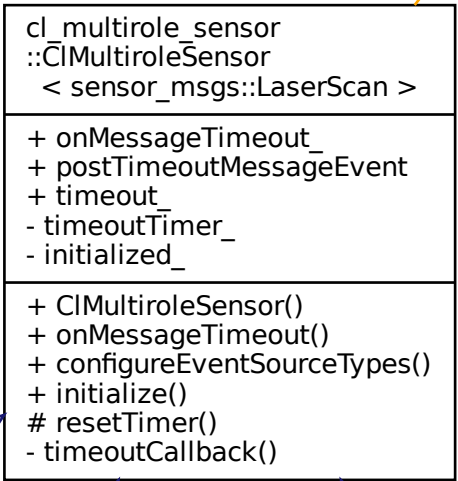 cl_multirole_sensor
::ClMultiroleSensor
< sensor_msgs::LaserScan >
+ onMessageTimeout_
+ postTimeoutMessageEvent
+ timeout_
- timeoutTimer_
- initialized_
+ ClMultiroleSensor()
+ onMessageTimeout()
+ configureEventSourceTypes()
+ initialize()
# resetTimer()
- timeoutCallback()